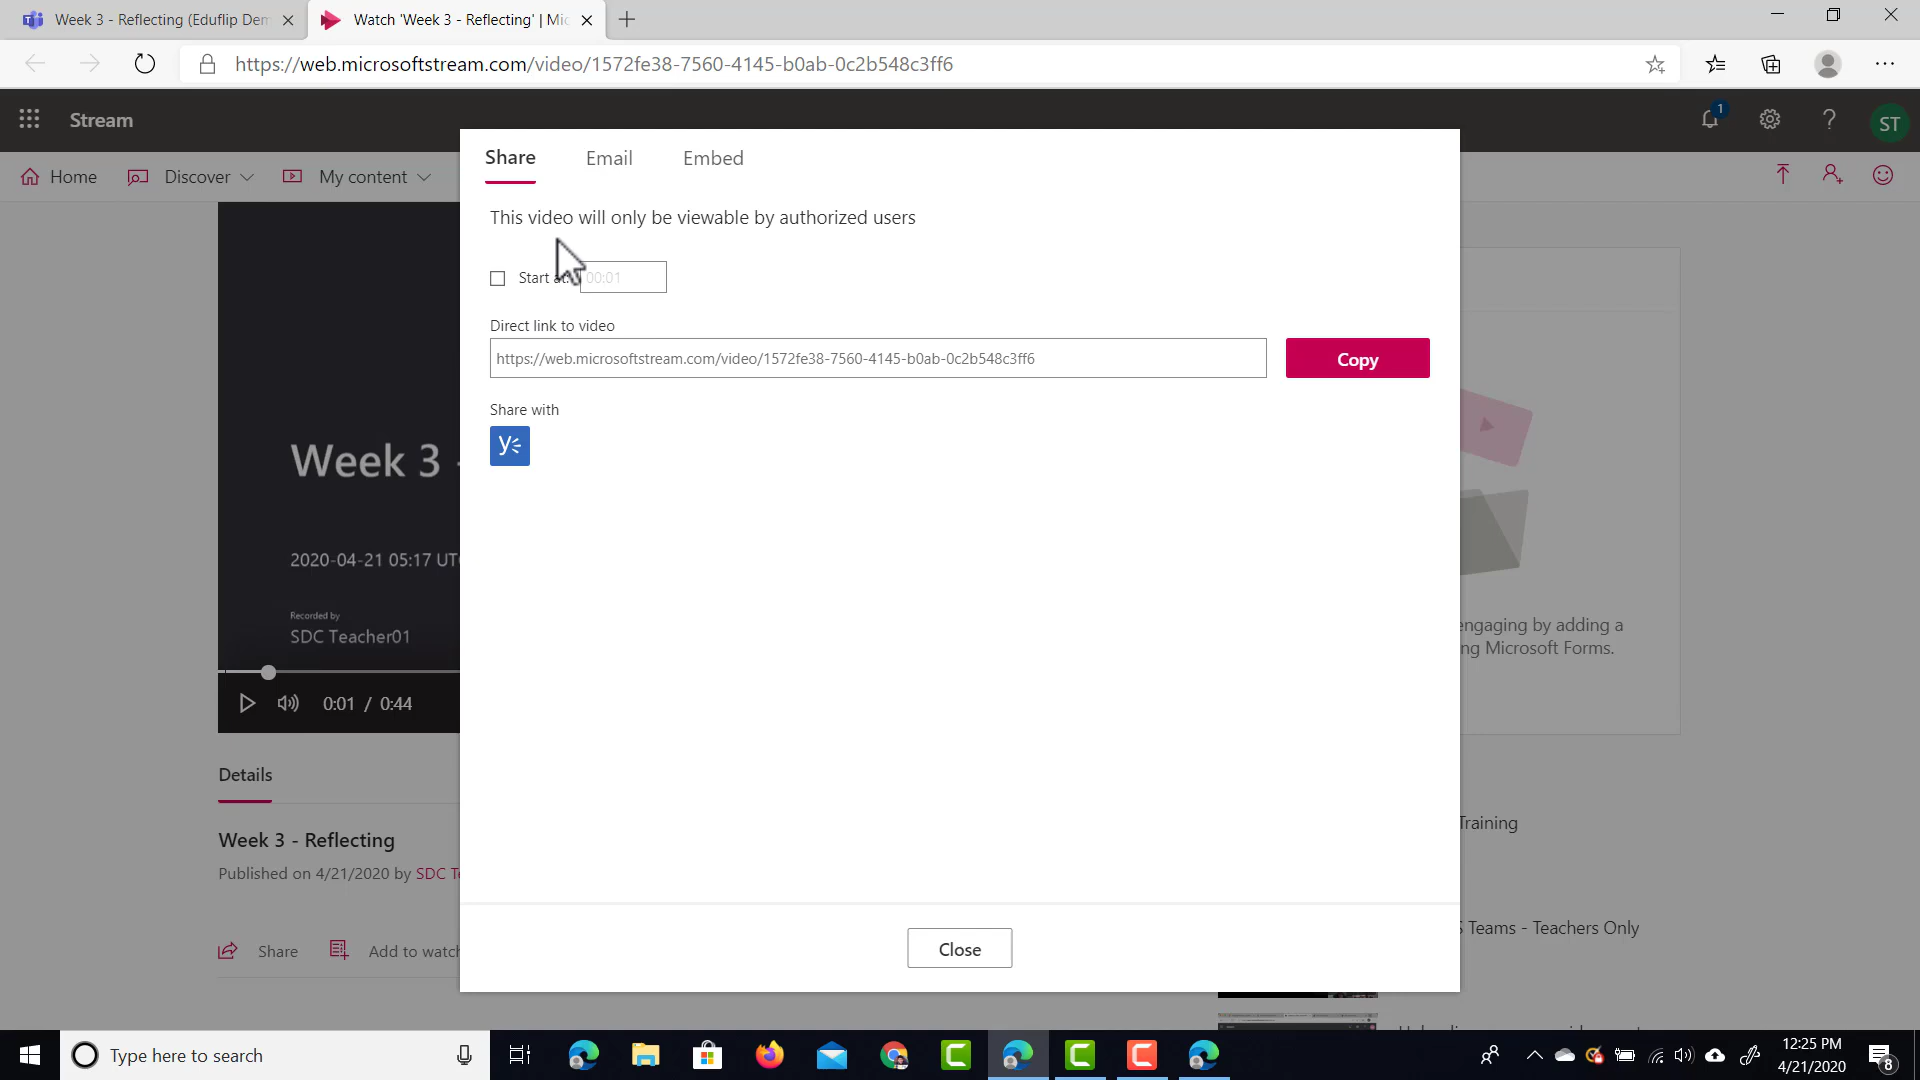 Week 3 - Reflecting (Eduflip Dem
Watch 'Week 3 - Reflecting' | Mic
https://web.microsoftstream.com/video/1572fe38-7560-4145-b0ab-0c2b548c3ff6
Stream
1
?
ST
Home
Discover
My content
Share
Email
Embed
This video will only be viewable by authorized users
Start at:
00:01
Direct link to video
https://web.microsoftstream.com/video/1572fe38-7560-4145-b0ab-0c2b548c3ff6
Copy
Share with
Week 3 -
2020-04-21 05:17 UT
Recorded by
SDC Teacher01
0:01 / 0:44
engaging by adding a
ng Microsoft Forms.
Details
Week 3 - Reflecting
Published on 4/21/2020 by SDC T
Share
Add to watch
Training
Teams - Teachers Only
Close
Type here to search
12:25 PM
4/21/2020
8